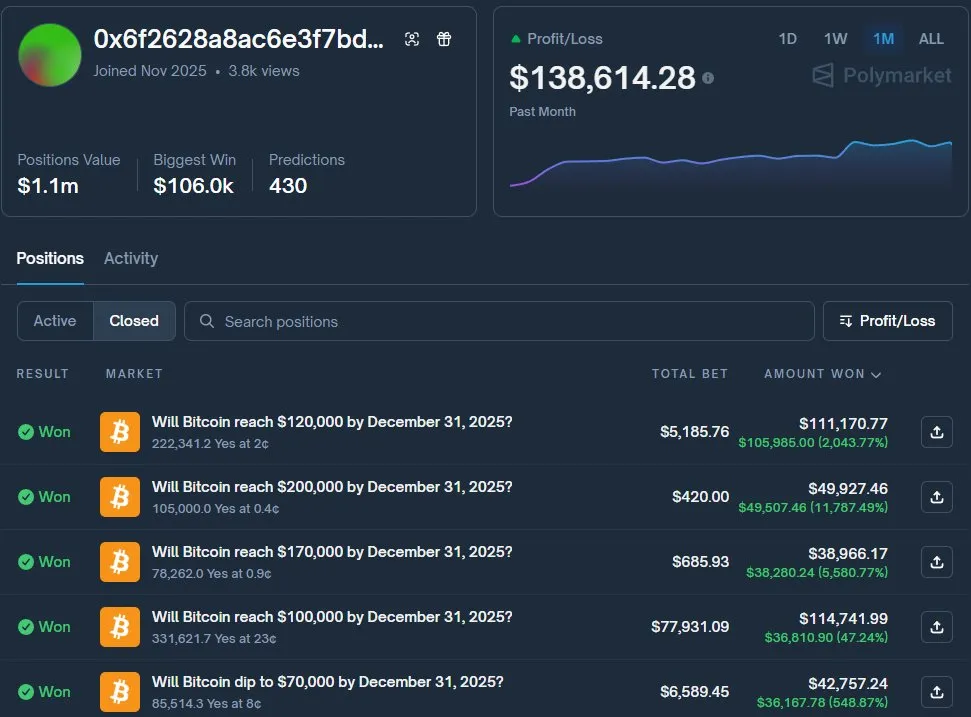 0x6f2628a8ac6e3f7bd...
Joined Nov 2025 • 3.8k views
Positions Value
$1.1m
Biggest Win
$106.0k
Predictions
430
Profit/Loss
1D 1W 1M ALL
$138,614.28
Polymarket
Past Month
Positions Activity
Active Closed
Search positions
Profit/Loss
RESULT MARKET TOTAL BET AMOUNT WON
Won
Will Bitcoin reach $120,000 by December 31, 2025?
222,341.2 Yes at 2¢
$5,185.76
$111,170.77
$105,985.00 (2,043.77%)
Won
Will Bitcoin reach $200,000 by December 31, 2025?
105,000.0 Yes at 0.4¢
$420.00
$49,927.46
$49,507.46 (11,787.49%)
Won
Will Bitcoin reach $170,000 by December 31, 2025?
78,262.0 Yes at 0.9¢
$685.93
$38,966.17
$38,280.24 (5,580.77%)
Won
Will Bitcoin reach $100,000 by December 31, 2025?
331,621.7 Yes at 23¢
$77,931.09
$114,741.99
$36,810.90 (47.24%)
Won
Will Bitcoin dip to $70,000 by December 31, 2025?
85,514.3 Yes at 8¢
$6,589.45
$42,757.24
$36,167.78 (548.87%)